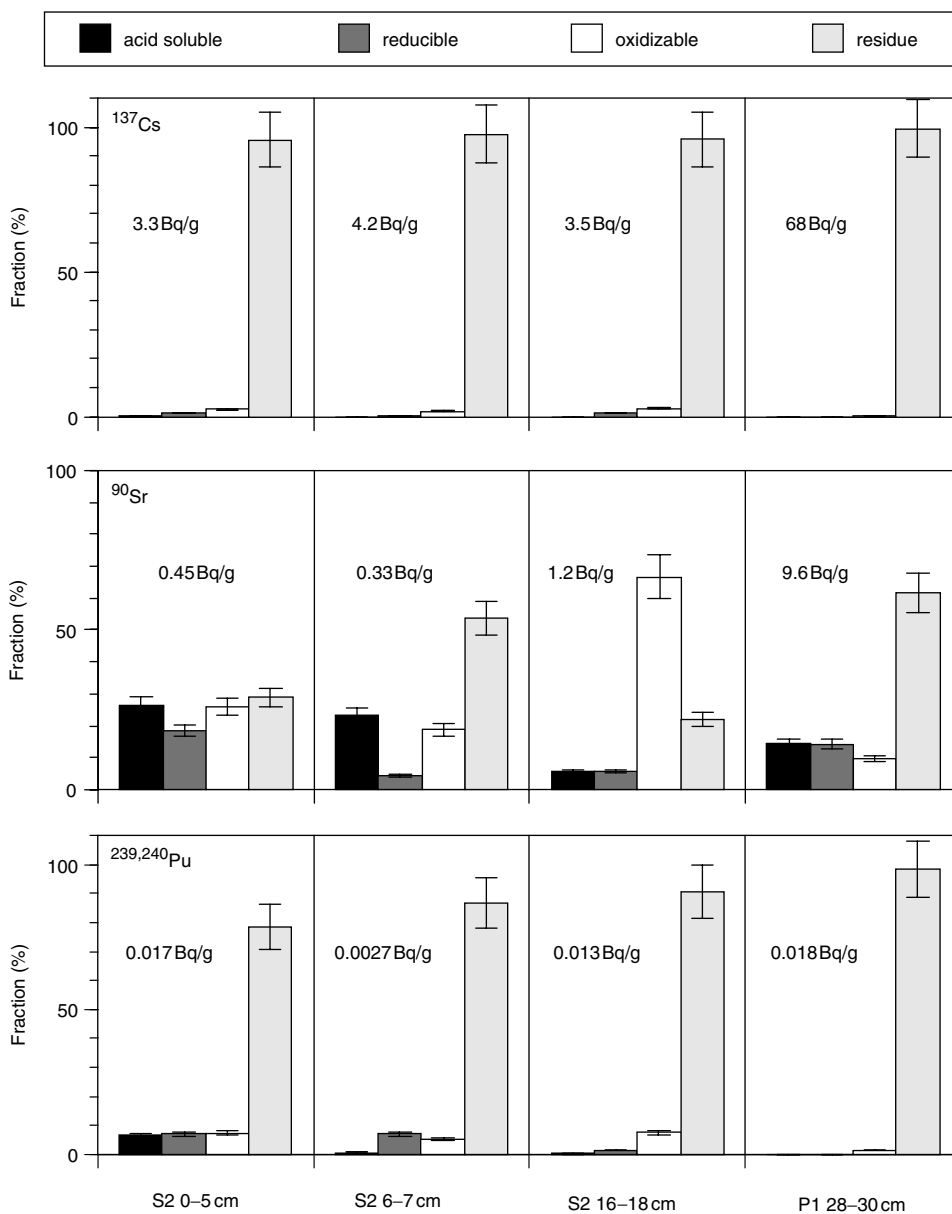 acid soluble reducible oxidizable residue
137Cs
100
50
0
Fraction (%)
3.3 Bq/g 4.2 Bq/g 3.5 Bq/g 68 Bq/g
90Sr
100
50
0
Fraction (%)
0.45 Bq/g 0.33 Bq/g 1.2 Bq/g 9.6 Bq/g
239,240Pu
100
50
0
Fraction (%)
0.017 Bq/g 0.0027 Bq/g 0.013 Bq/g 0.018 Bq/g
S2 0–5 cm S2 6–7 cm S2 16–18 cm P1 28–30 cm